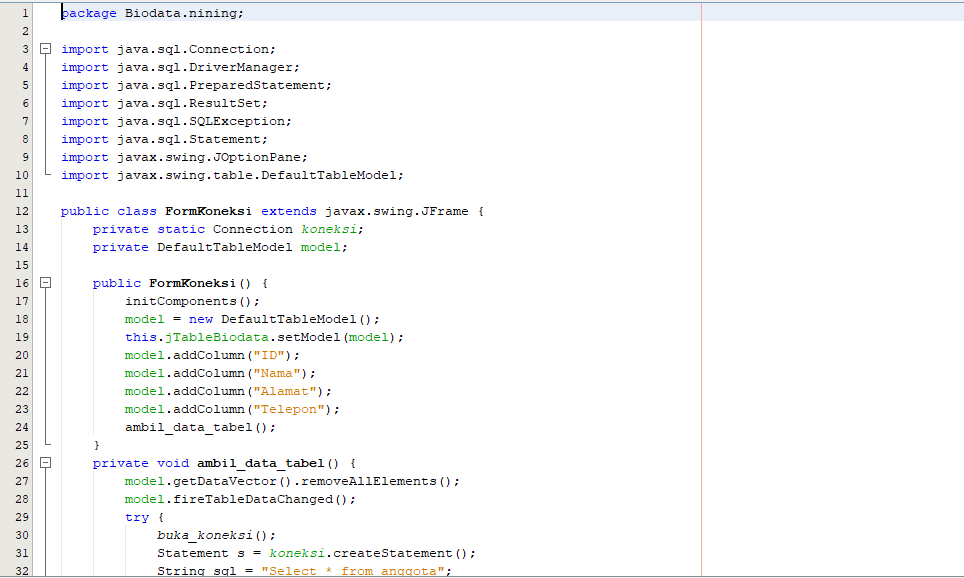 1 package Biodata.nining;
2
3 import java.sql.Connection;
4 import java.sql.DriverManager;
5 import java.sql.PreparedStatement;
6 import java.sql.ResultSet;
7 import java.sql.SQLException;
8 import java.sql.Statement;
9 import javax.swing.JOptionPane;
10 import javax.swing.table.DefaultTableModel;
11
12 public class FormKoneksi extends javax.swing.JFrame {
13     private static Connection koneksi;
14     private DefaultTableModel model;
15
16     public FormKoneksi() {
17         initComponents();
18         model = new DefaultTableModel();
19         this.jTableBiodata.setModel(model);
20         model.addColumn("ID");
21         model.addColumn("Nama");
22         model.addColumn("Alamat");
23         model.addColumn("Telepon");
24         ambil_data_tabel();
25     }
26     private void ambil_data_tabel() {
27         model.getDataVector().removeAllElements();
28         model.fireTableDataChanged();
29         try {
30             buka_koneksi();
31             Statement s = koneksi.createStatement();
32             String sql = "Select * from anggota";